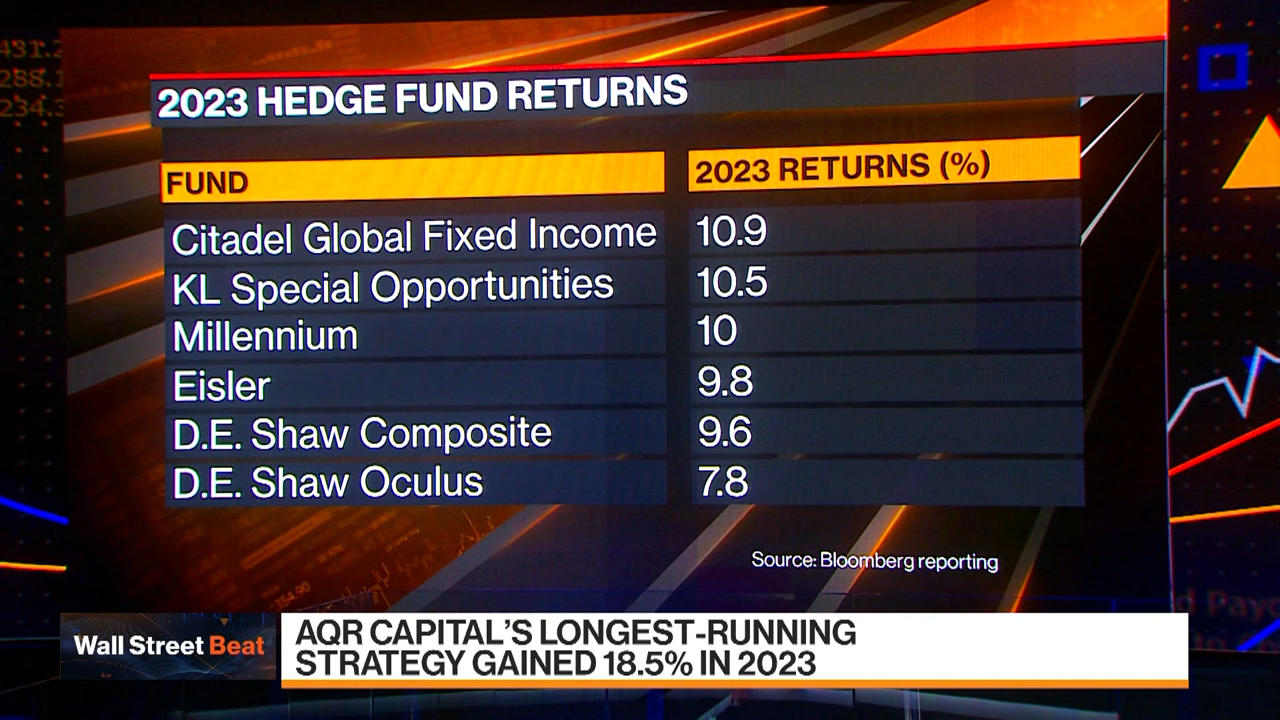 2023 HEDGE FUND RETURNS
FUND 2023 RETURNS (%)
Citadel Global Fixed Income 10.9
KL Special Opportunities 10.5
Millennium 10
Eisler 9.8
D.E. Shaw Composite 9.6
D.E. Shaw Oculus 7.8
Source: Bloomberg reporting
Wall Street Beat
AQR CAPITAL'S LONGEST-RUNNING
STRATEGY GAINED 18.5% IN 2023